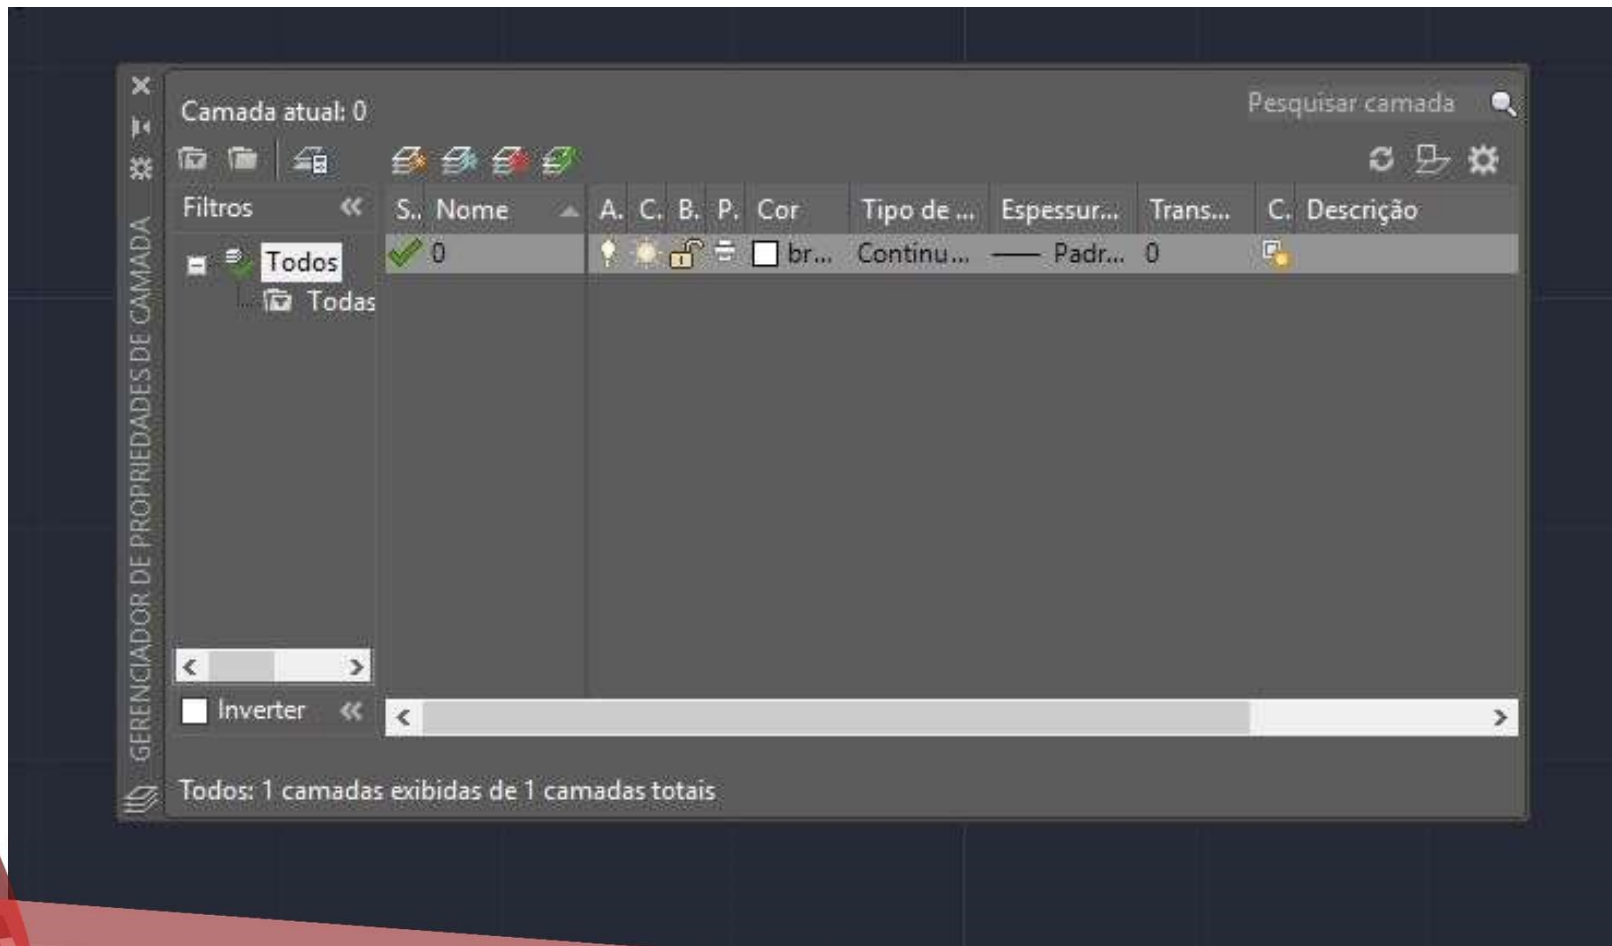 Camada atual: 0
Pesquisar camada
Filtros
S.. Nome A. C. B. P. Cor Tipo de ... Espessur... Trans... C. Descrição
Todos
0 br... Continu... Padr... 0
Todas
Inverter
Todos: 1 camadas exibidas de 1 camadas totais
GERENCIADOR DE PROPRIEDADES DE CAMADA